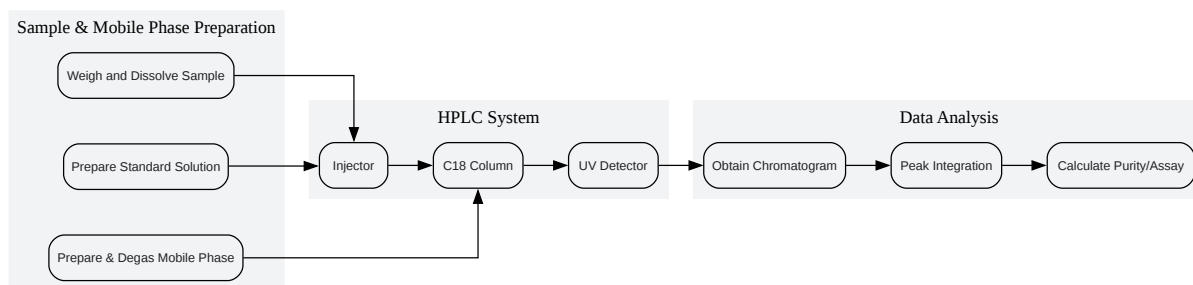 Sample & Mobile Phase Preparation
Weigh and Dissolve Sample
Prepare Standard Solution
Prepare & Degas Mobile Phase
HPLC System
Injector
C18 Column
UV Detector
Data Analysis
Obtain Chromatogram
Peak Integration
Calculate Purity/Assay